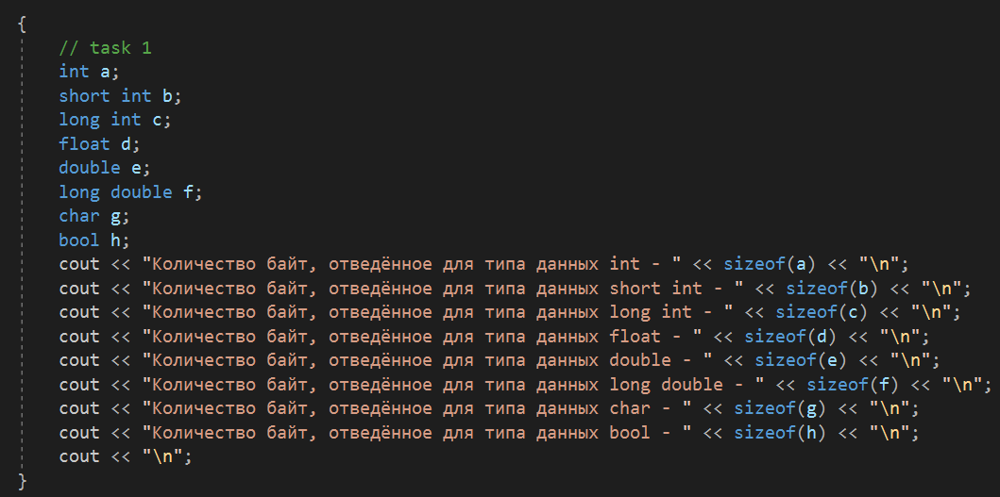 {
// task 1
int a;
short int b;
long int c;
float d;
double e;
long double f;
char g;
bool h;
cout << "Количество байт, отведённое для типа данных int - " << sizeof(a) << "\n";
cout << "Количество байт, отведённое для типа данных short int - " << sizeof(b) << "\n";
cout << "Количество байт, отведённое для типа данных long int - " << sizeof(c) << "\n";
cout << "Количество байт, отведённое для типа данных float - " << sizeof(d) << "\n";
cout << "Количество байт, отведённое для типа данных double - " << sizeof(e) << "\n";
cout << "Количество байт, отведённое для типа данных long double - " << sizeof(f) << "\n";
cout << "Количество байт, отведённое для типа данных char - " << sizeof(g) << "\n";
cout << "Количество байт, отведённое для типа данных bool - " << sizeof(h) << "\n";
cout << "\n";
}